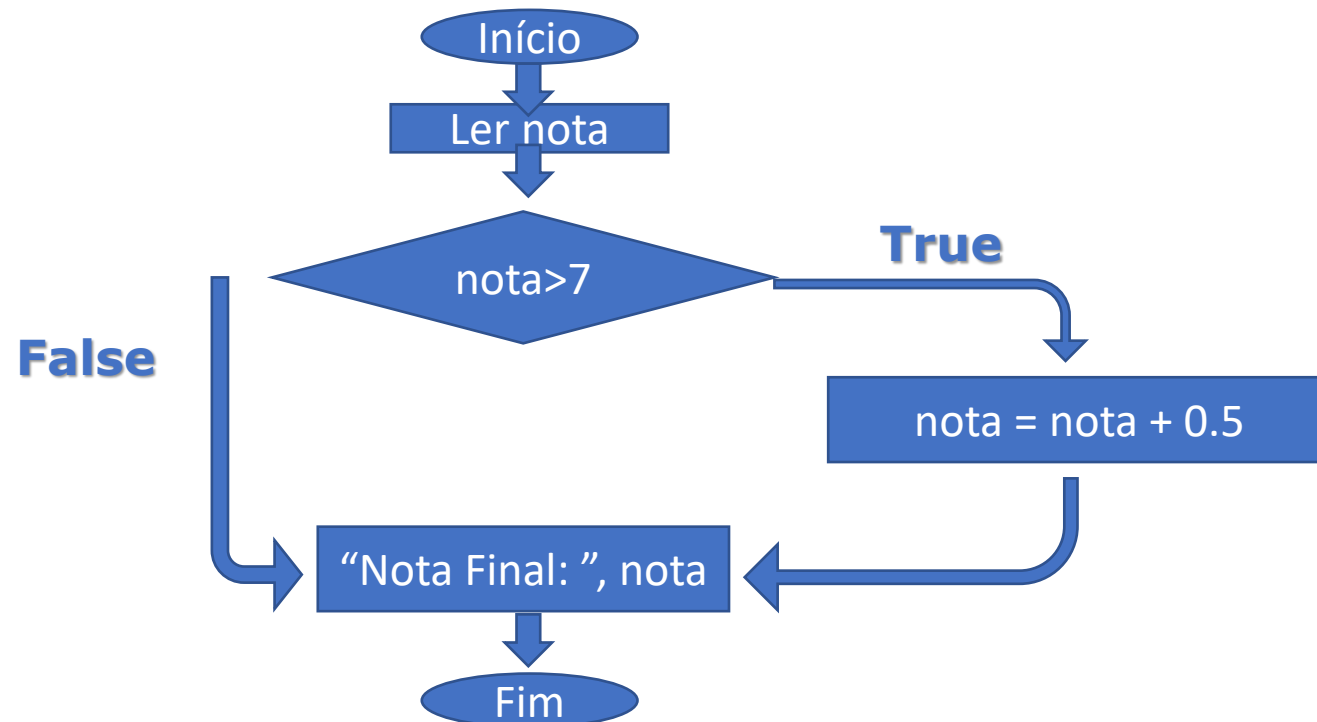 Início
Ler nota
nota>7
True
False
nota = nota + 0.5
“Nota Final: ”, nota
Fim